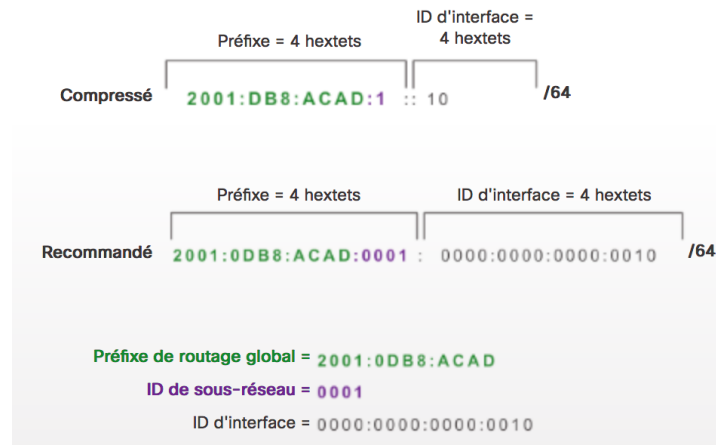 ID d'interface =
Préfixe = 4 hextets 4 hextets
Compressé 2001:DB8:ACAD:1 :: 10 /64
Préfixe = 4 hextets ID d'interface = 4 hextets
Recommandé 2001:0DB8:ACAD:0001 : 0000:0000:0000:0010 /64
Préfixe de routage global = 2001:0DB8:ACAD
ID de sous-réseau = 0001
ID d'interface = 0000:0000:0000:0010